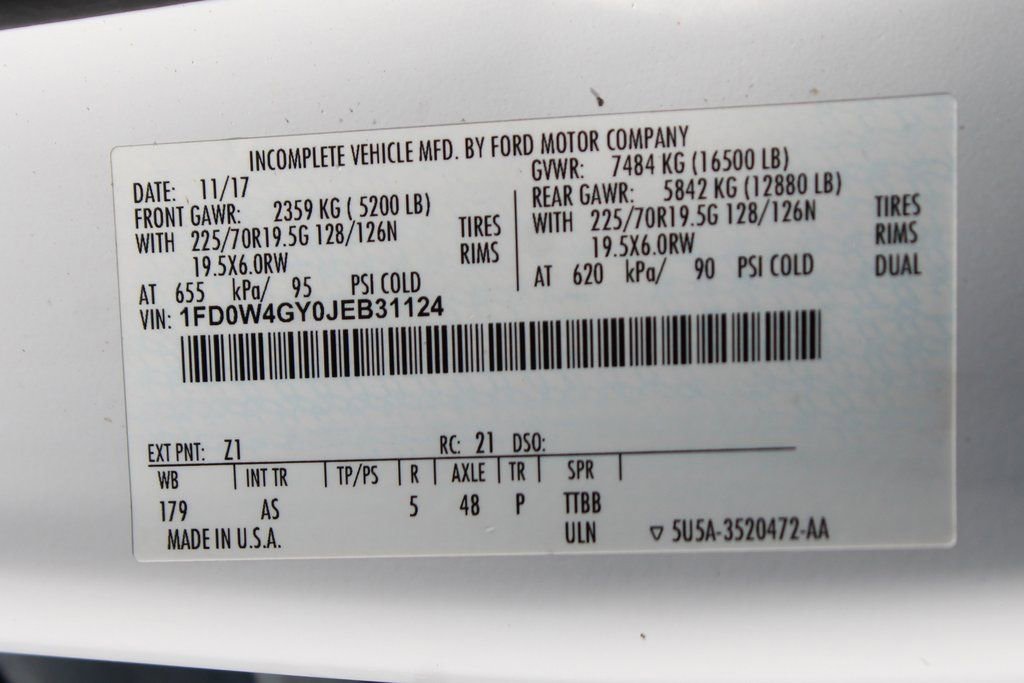 INCOMPLETE VEHICLE MFD. BY FORD MOTOR COMPANY
DATE: 11/17
GVWR: 7484 KG (16500 LB)
FRONT GAWR: 2359 KG ( 5200 LB)
REAR GAWR: 5842 KG (12880 LB)
WITH 225/70R19.5G 128/126N TIRES
WITH 225/70R19.5G 128/126N TIRES
19.5X6.0RW RIMS
19.5X6.0RW RIMS
AT 655 kPa/ 95 PSI COLD
AT 620 kPa/ 90 PSI COLD DUAL
VIN: 1FD0W4GY0JEB31124
EXT PNT: Z1 RC: 21 DSO:
WB INT TR TP/PS R AXLE TR SPR
179 AS 5 48 P TTBB
MADE IN U.S.A. ULN ▽ 5U5A-3520472-AA